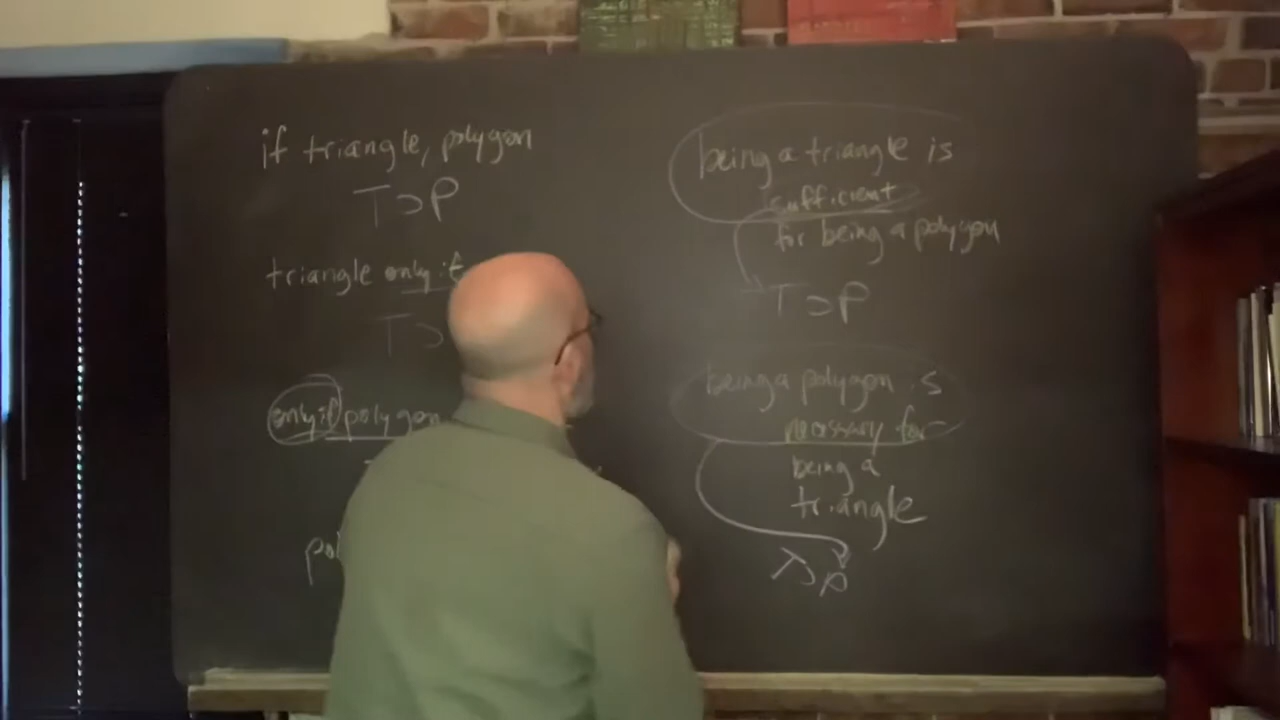 if triangle, polygon
T⊃P
triangle only if
T⊃
only if polygon
pol
being a triangle is
sufficient
for being a polygon
T⊃P
being a polygon is
necessary for
being a
triangle
T⊃P